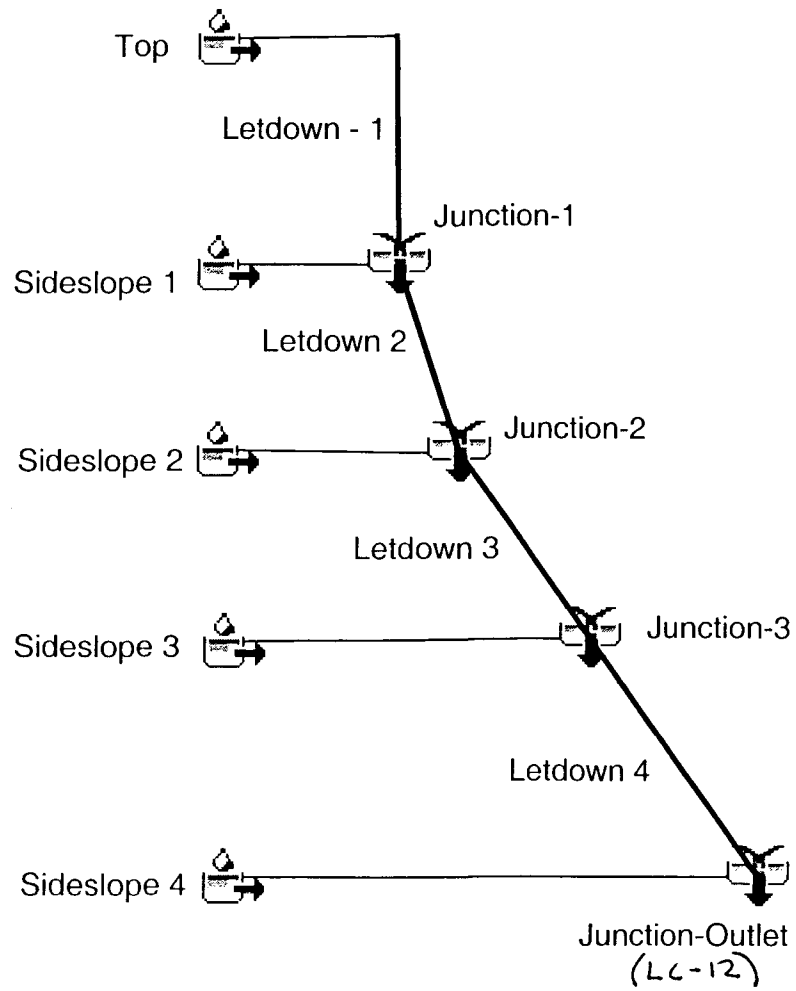 Top
Letdown - 1
Junction-1
Sideslope 1
Letdown 2
Junction-2
Sideslope 2
Letdown 3
Junction-3
Sideslope 3
Letdown 4
Sideslope 4
Junction-Outlet
(LC-12)